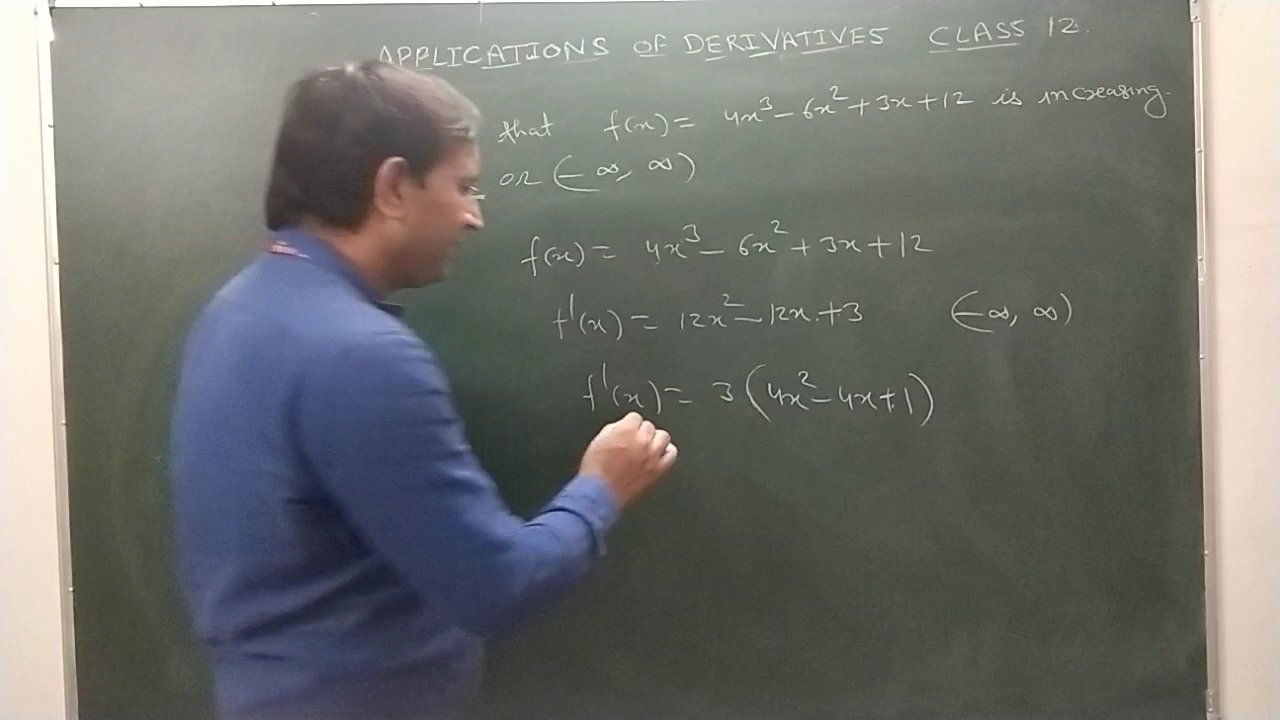 APPLICATIONS OF DERIVATIVES CLASS 12.
that f(x) = 4x³ - 6x² + 3x + 12 is increasing.
or (-∞, ∞)
f(x) = 4x³ - 6x² + 3x + 12
f'(x) = 12x² - 12x + 3 (-∞, ∞)
f'(x) = 3(4x² - 4x + 1)